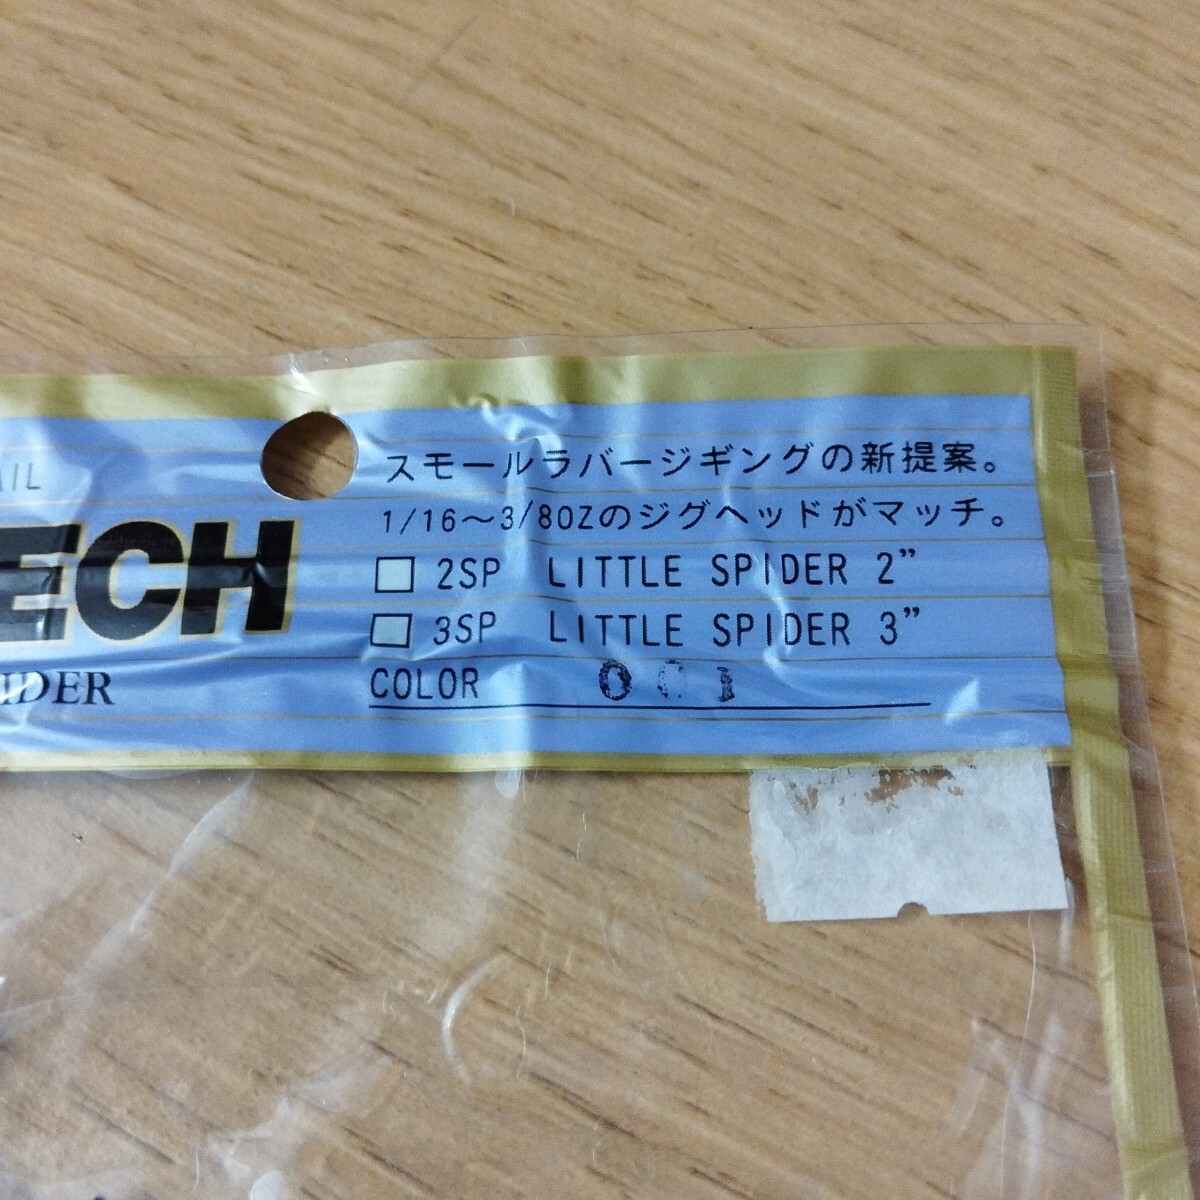 AIL
ECH
IDER
スモールラバージギングの新提案。
1/16〜3/8OZのジグヘッドがマッチ。
2SP LITTLE SPIDER 2”
3SP LITTLE SPIDER 3”
COLOR 001